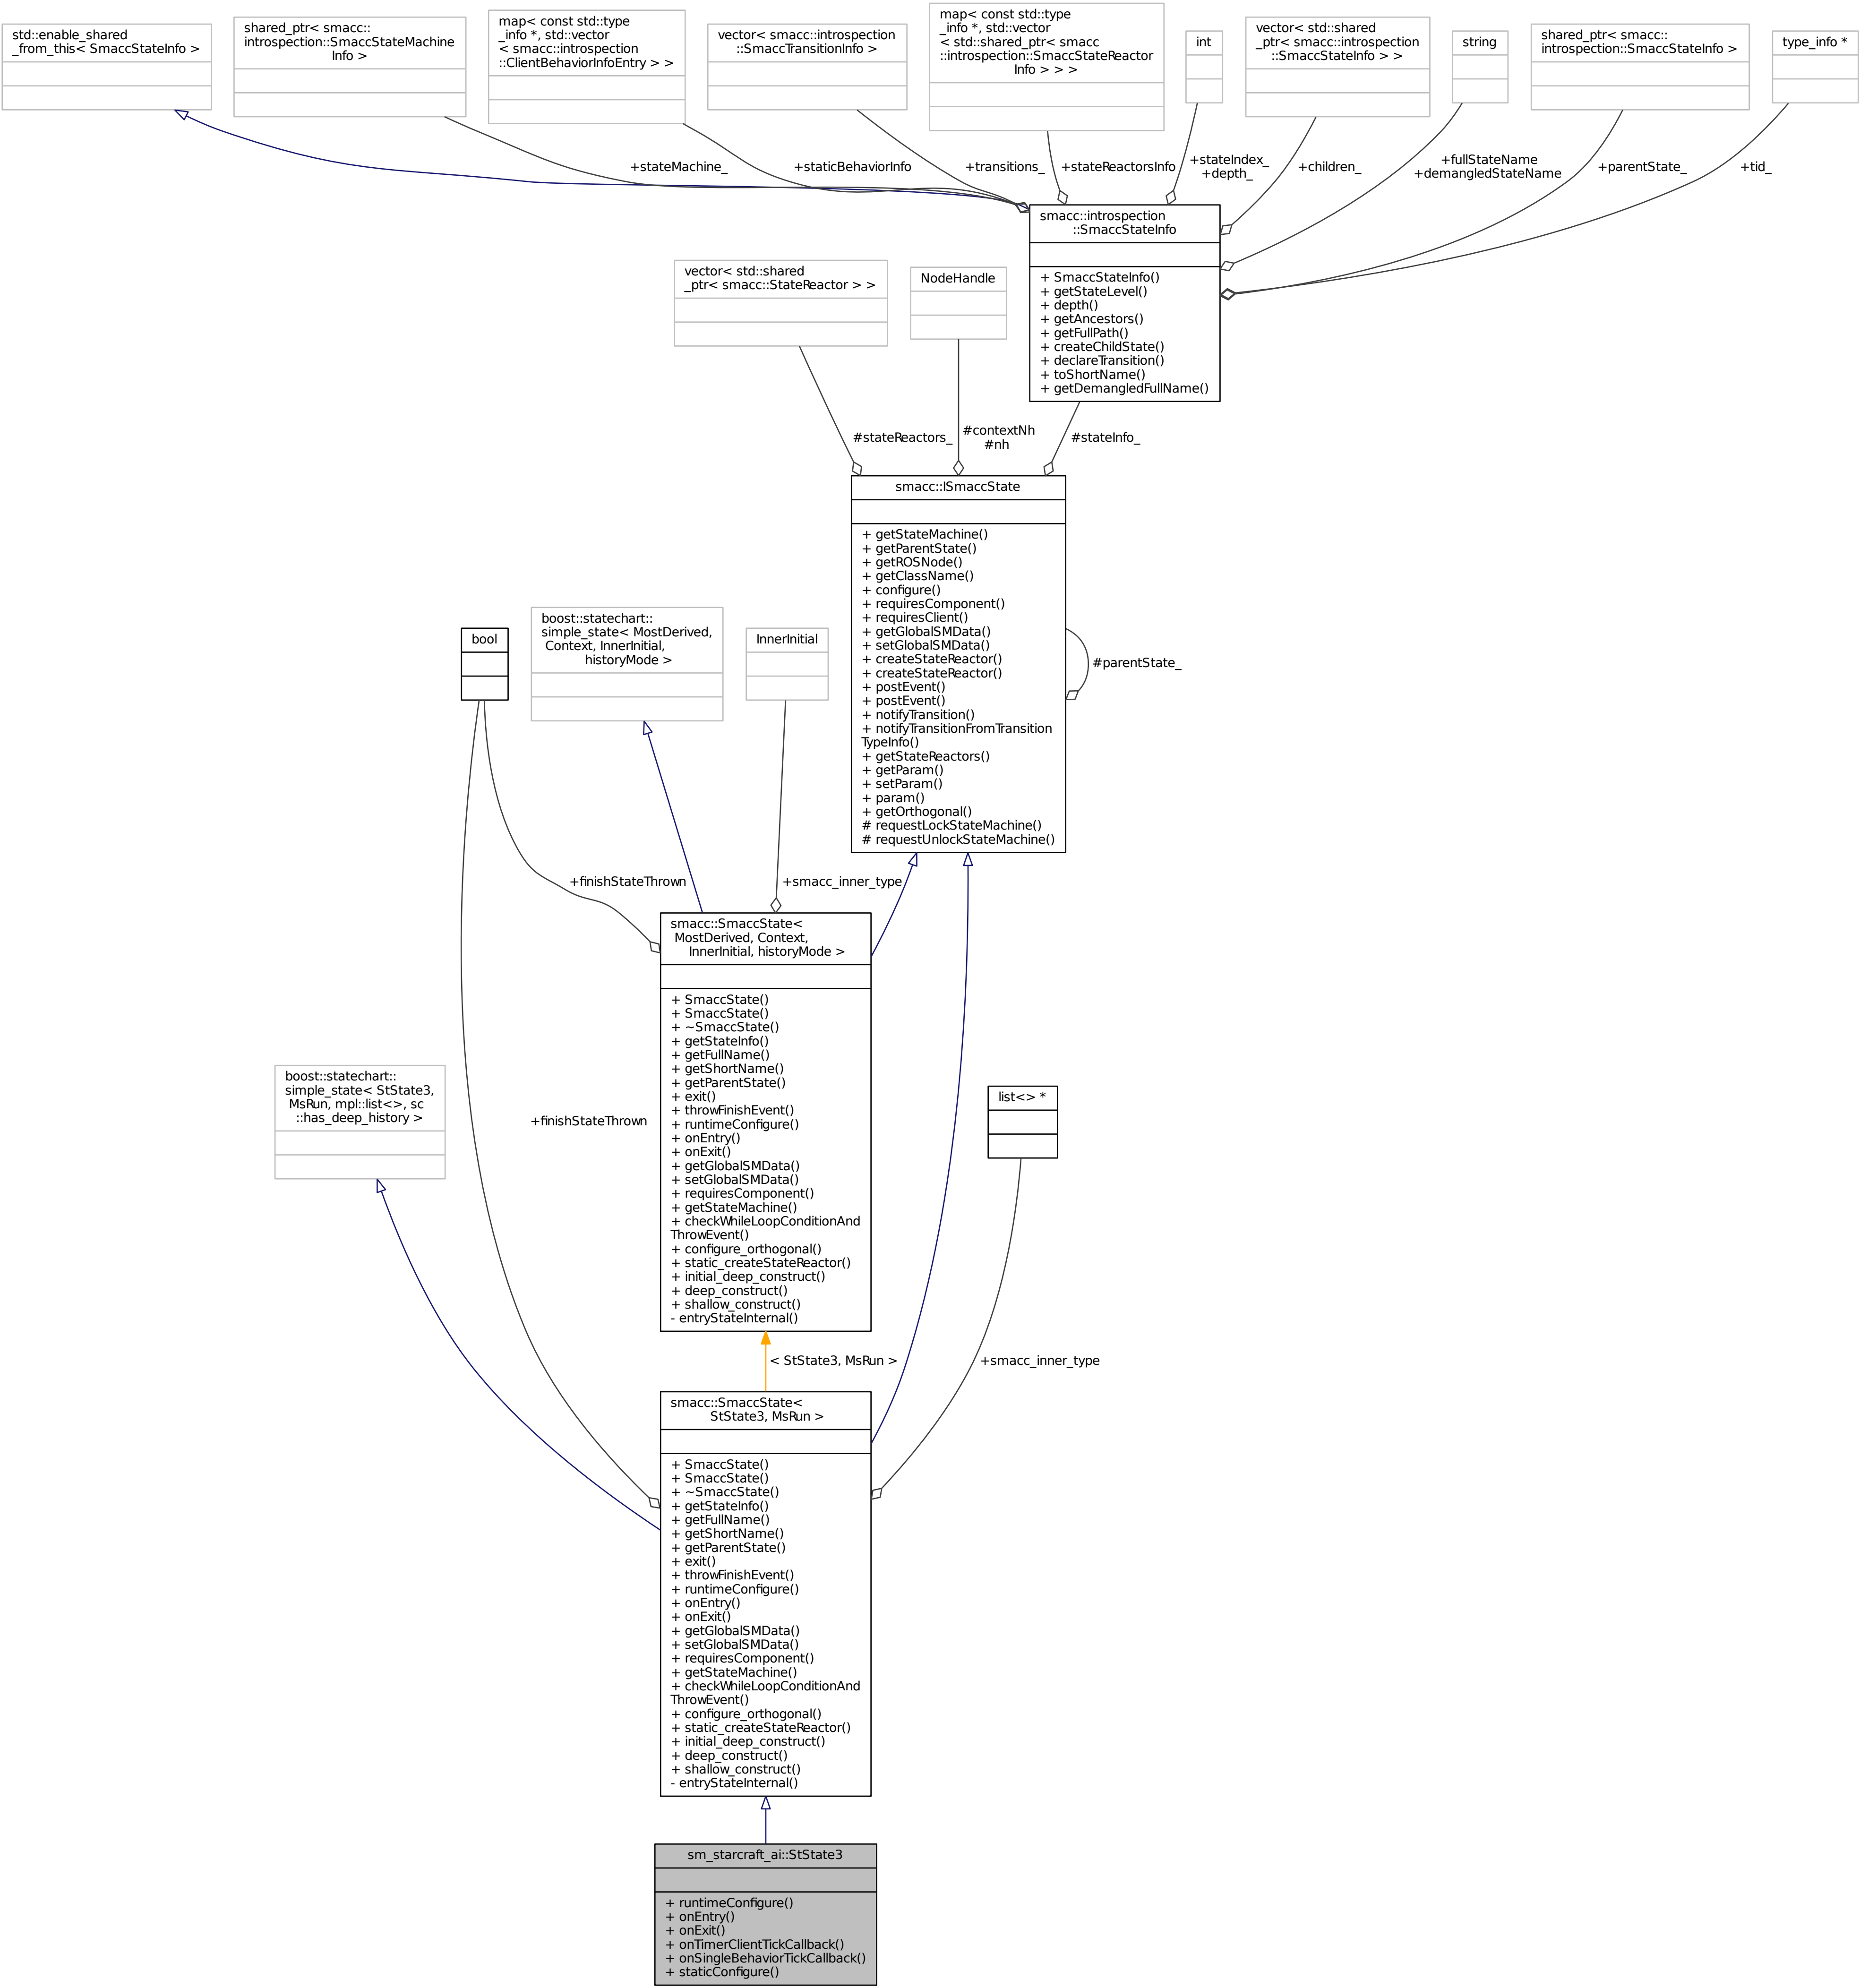 std::enable_shared
_from_this< SmaccStateInfo >
shared_ptr< smacc::
introspection::SmaccStateMachine
Info >
map< const std::type
_info *, std::vector
< smacc::introspection
::ClientBehaviorInfoEntry > >
vector< smacc::introspection
::SmaccTransitionInfo >
map< const std::type
_info *, std::vector
< std::shared_ptr< smacc
::introspection::SmaccStateReactor
Info > > >
int
vector< std::shared
_ptr< smacc::introspection
::SmaccStateInfo > >
string
shared_ptr< smacc::
introspection::SmaccStateInfo >
type_info *
+stateMachine_
+staticBehaviorInfo
+transitions_
+stateReactorsInfo
+stateIndex_
+depth_
+children_
+fullStateName
+demangledStateName
+parentState_
+tid_
smacc::introspection
::SmaccStateInfo
+ SmaccStateInfo()
+ getStateLevel()
+ depth()
+ getAncestors()
+ getFullPath()
+ createChildState()
+ declareTransition()
+ toShortName()
+ getDemangledFullName()
vector< std::shared
_ptr< smacc::StateReactor > >
NodeHandle
#stateReactors_
#contextNh
#nh
#stateInfo_
smacc::ISmaccState
+ getStateMachine()
+ getParentState()
+ getROSNode()
+ getClassName()
+ configure()
+ requiresComponent()
+ requiresClient()
+ getGlobalSMData()
+ setGlobalSMData()
+ createStateReactor()
+ createStateReactor()
+ postEvent()
+ postEvent()
+ notifyTransition()
+ notifyTransitionFromTransition
TypeInfo()
+ getStateReactors()
+ getParam()
+ setParam()
+ param()
+ getOrthogonal()
# requestLockStateMachine()
# requestUnlockStateMachine()
#parentState_
bool
boost::statechart::
simple_state< MostDerived,
Context, InnerInitial,
historyMode >
InnerInitial
+finishStateThrown
+smacc_inner_type
smacc::SmaccState<
MostDerived, Context,
InnerInitial, historyMode >
+ SmaccState()
+ SmaccState()
+ ~SmaccState()
+ getStateInfo()
+ getFullName()
+ getShortName()
+ getParentState()
+ exit()
+ throwFinishEvent()
+ runtimeConfigure()
+ onEntry()
+ onExit()
+ getGlobalSMData()
+ setGlobalSMData()
+ requiresComponent()
+ getStateMachine()
+ checkWhileLoopConditionAnd
ThrowEvent()
+ configure_orthogonal()
+ static_createStateReactor()
+ initial_deep_construct()
+ deep_construct()
+ shallow_construct()
- entryStateInternal()
boost::statechart::
simple_state< StState3,
MsRun, mpl::list<>, sc
::has_deep_history >
+finishStateThrown
list<> *
< StState3, MsRun >
+smacc_inner_type
smacc::SmaccState<
StState3, MsRun >
+ SmaccState()
+ SmaccState()
+ ~SmaccState()
+ getStateInfo()
+ getFullName()
+ getShortName()
+ getParentState()
+ exit()
+ throwFinishEvent()
+ runtimeConfigure()
+ onEntry()
+ onExit()
+ getGlobalSMData()
+ setGlobalSMData()
+ requiresComponent()
+ getStateMachine()
+ checkWhileLoopConditionAnd
ThrowEvent()
+ configure_orthogonal()
+ static_createStateReactor()
+ initial_deep_construct()
+ deep_construct()
+ shallow_construct()
- entryStateInternal()
sm_starcraft_ai::StState3
+ runtimeConfigure()
+ onEntry()
+ onExit()
+ onTimerClientTickCallback()
+ onSingleBehaviorTickCallback()
+ staticConfigure()